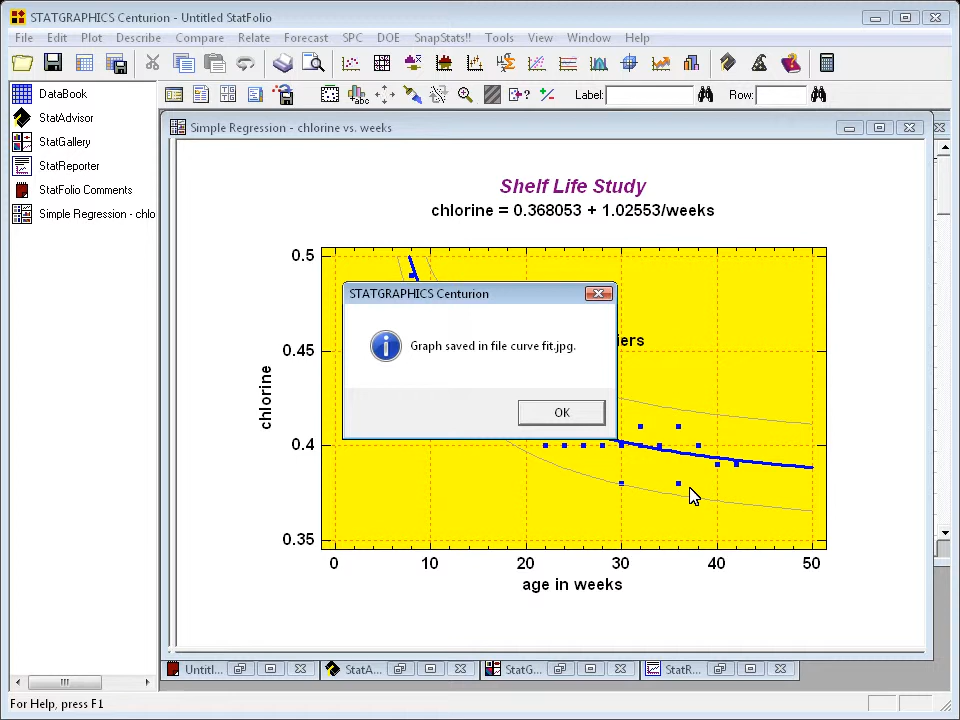 STATGRAPHICS Centurion - Untitled StatFolio
File Edit Plot Describe Compare Relate Forecast SPC DOE SnapStats!! Tools View Window Help
Label: Row:
DataBook
StatAdvisor
StatGallery
StatReporter
StatFolio Comments
Simple Regression - chlo
Simple Regression - chlorine vs. weeks
Shelf Life Study
chlorine = 0.368053 + 1.02553/weeks
0.5
0.45
0.4
0.35
chlorine
iers
0 10 20 30 40 50
age in weeks
STATGRAPHICS Centurion
Graph saved in file curve fit.jpg.
OK
Untitl... StatA... StatG... StatR...
For Help, press F1